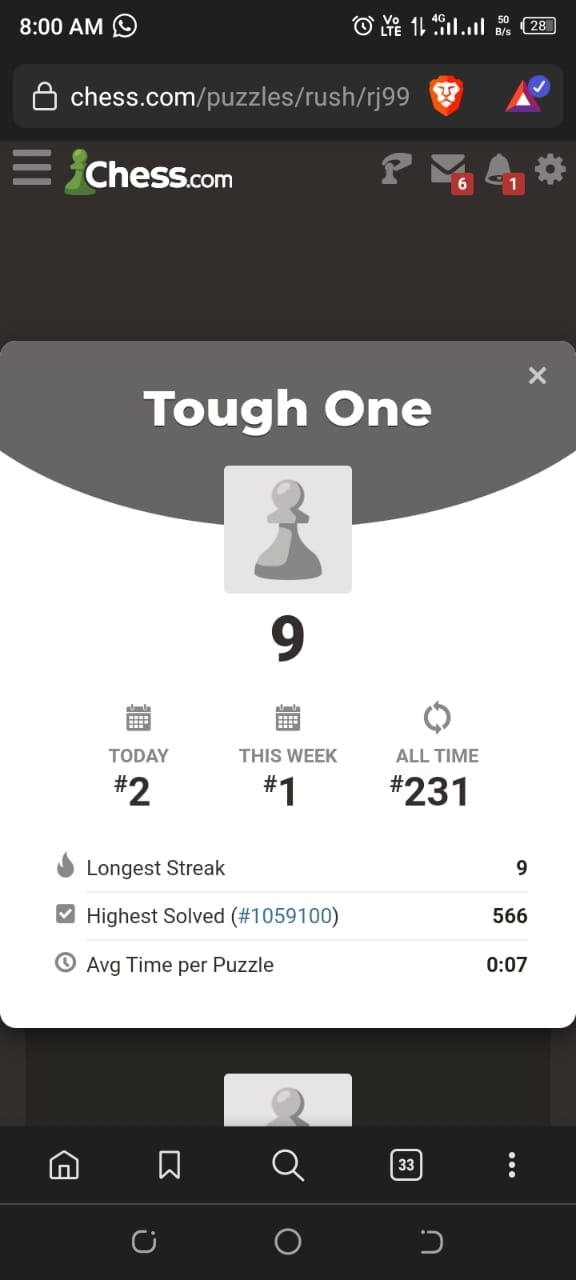 8:00 AM
Vo LTE 4G 50 B/s 28
chess.com/puzzles/rush/rj99
Chess.com
6 1
Tough One
9
TODAY THIS WEEK ALL TIME
#2 #1 #231
Longest Streak 9
Highest Solved (#1059100) 566
Avg Time per Puzzle 0:07
33